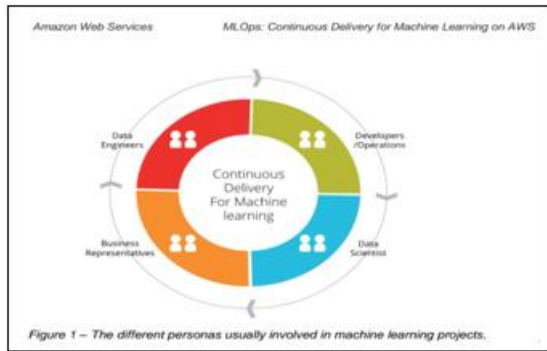 Amazon Web Services MLOps: Continuous Delivery for Machine Learning on AWS
Data
Engineers
Developers
/Operations
Continuous
Delivery
For Machine
learning
Business
Representatives
Data
Scientist
Figure 1 – The different personas usually involved in machine learning projects.